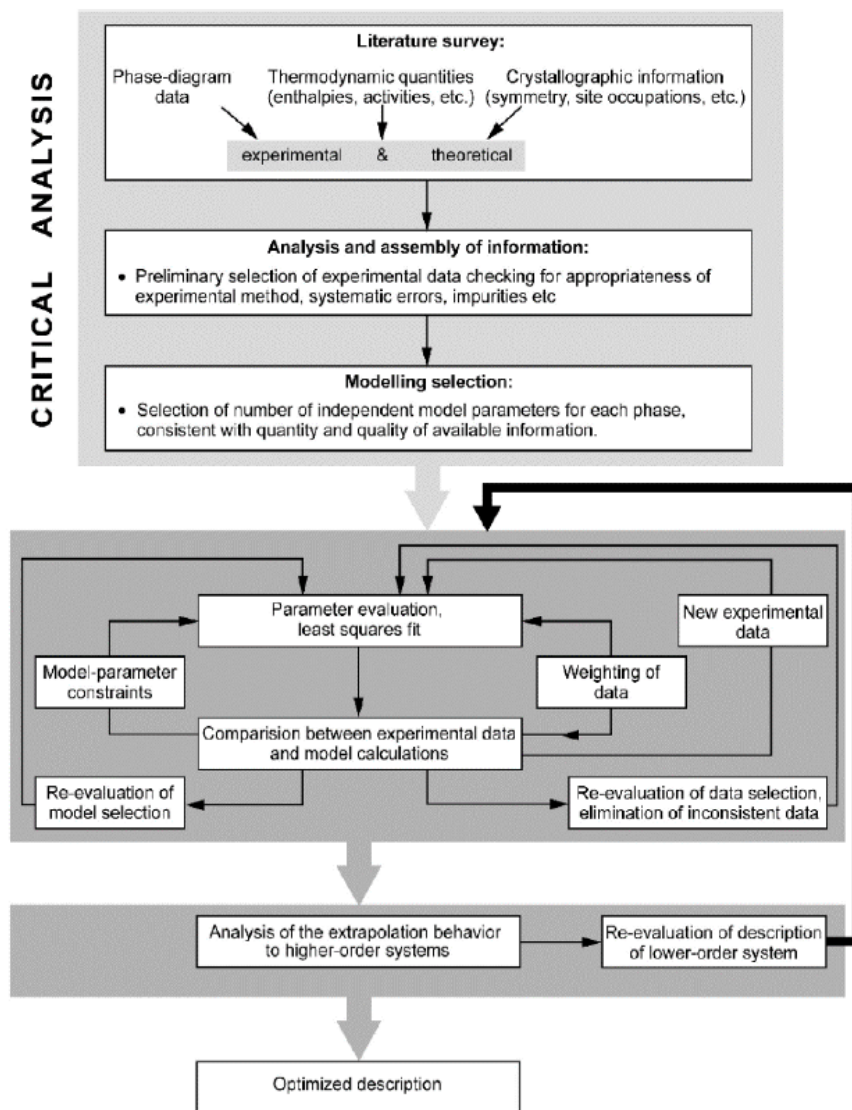 CRITICAL ANALYSIS
Literature survey:
Phase-diagram
data
Thermodynamic quantities
(enthalpies, activities, etc.)
Crystallographic information
(symmetry, site occupations, etc.)
experimental & theoretical
Analysis and assembly of information:
• Preliminary selection of experimental data checking for appropriateness of
experimental method, systematic errors, impurities etc
Modelling selection:
• Selection of number of independent model parameters for each phase,
consistent with quantity and quality of available information.
Parameter evaluation,
least squares fit
New experimental
data
Model-parameter
constraints
Weighting of
data
Comparision between experimental data
and model calculations
Re-evaluation of
model selection
Re-evaluation of data selection,
elimination of inconsistent data
Analysis of the extrapolation behavior
to higher-order systems
Re-evaluation of description
of lower-order system
Optimized description